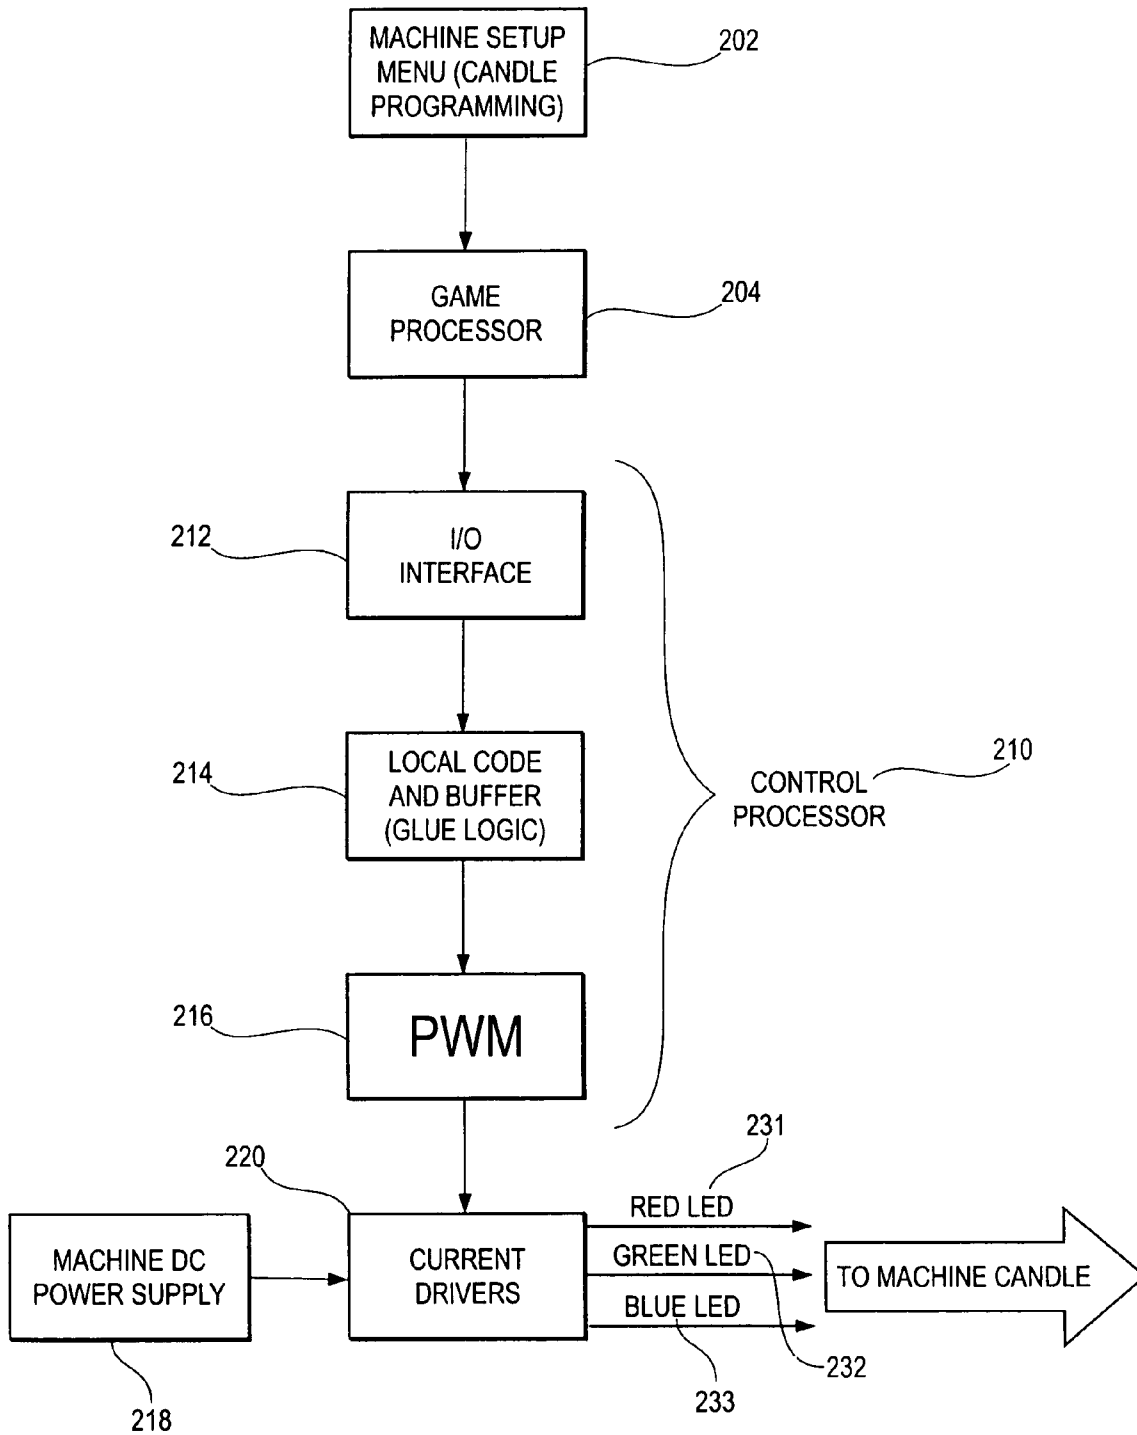 MACHINE SETUP
MENU (CANDLE
PROGRAMMING)
202
GAME
PROCESSOR
204
I/O
INTERFACE
212
LOCAL CODE
AND BUFFER
(GLUE LOGIC)
214
CONTROL
PROCESSOR
210
PWM
216
220
231
MACHINE DC
POWER SUPPLY
CURRENT
DRIVERS
RED LED
GREEN LED
BLUE LED
TO MACHINE CANDLE
232
233
218